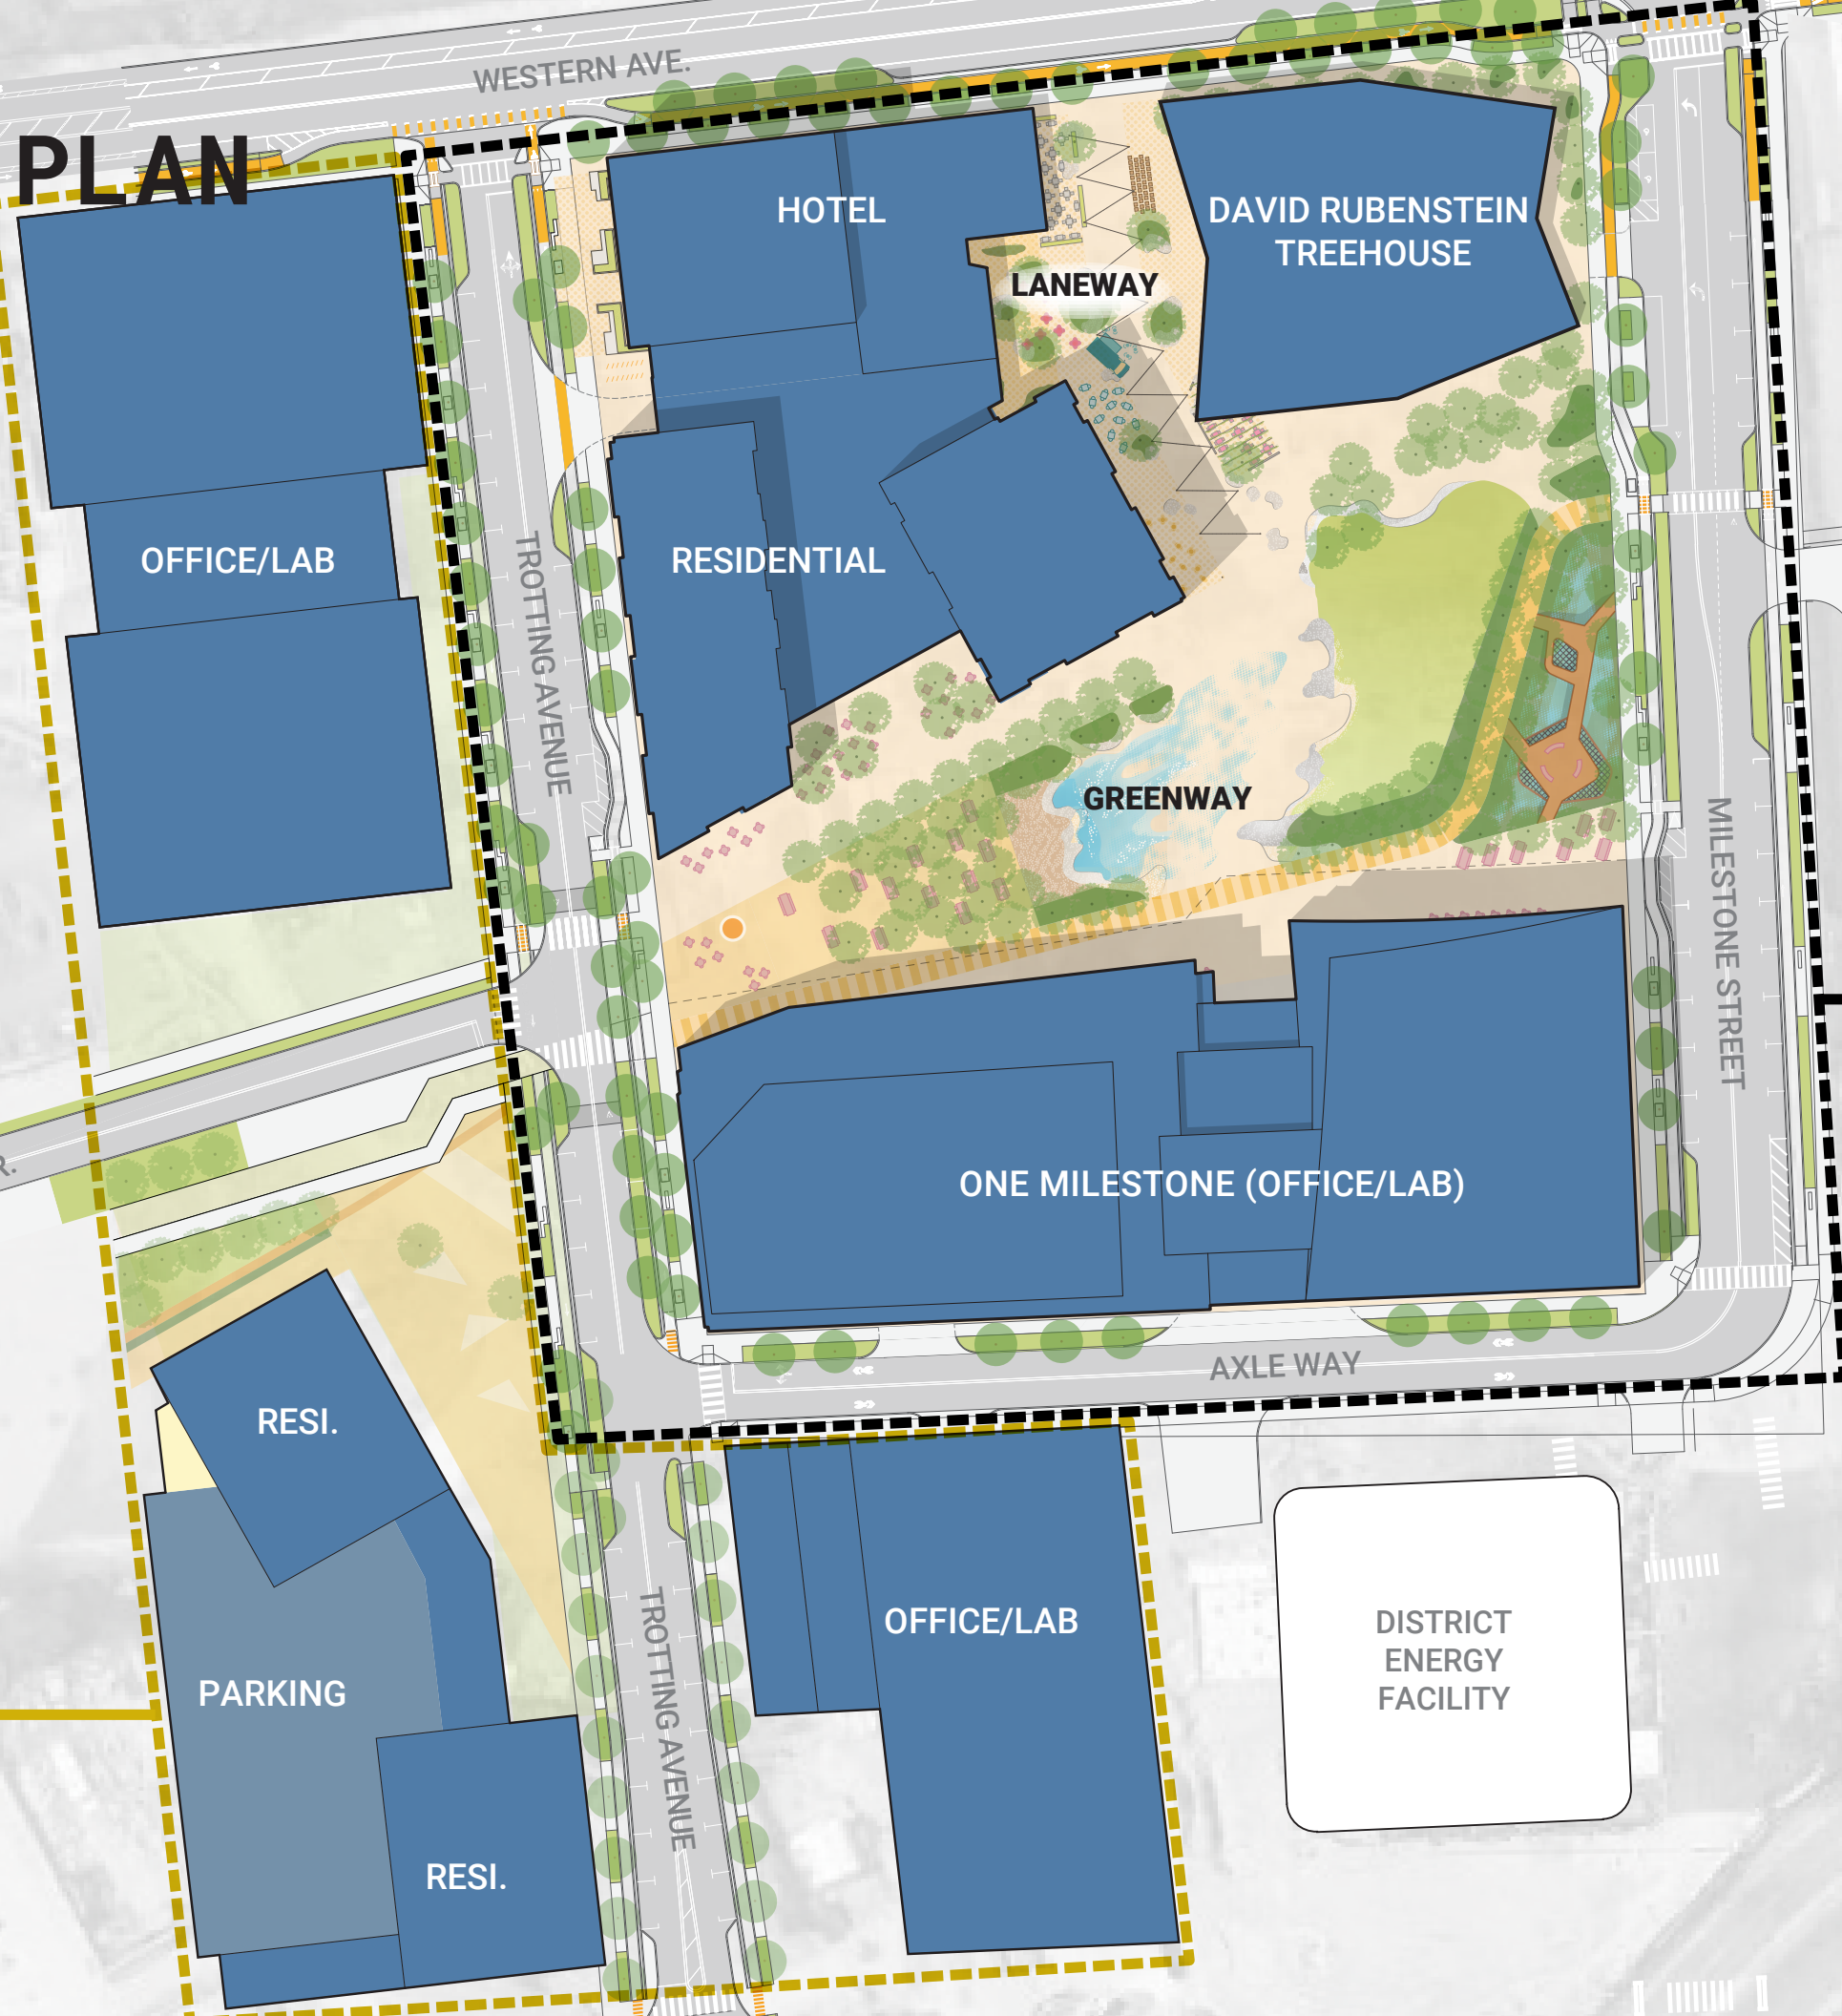 WESTERN AVE.
PLAN
HOTEL
DAVID RUBENSTEIN
TREEHOUSE
LANEWAY
OFFICE/LAB
RESIDENTIAL
TROTTING AVENUE
GREENWAY
MILESTONE STREET
R.
ONE MILESTONE (OFFICE/LAB)
AXLE WAY
RESI.
OFFICE/LAB
DISTRICT
ENERGY
FACILITY
PARKING
TROTTING AVENUE
RESI.